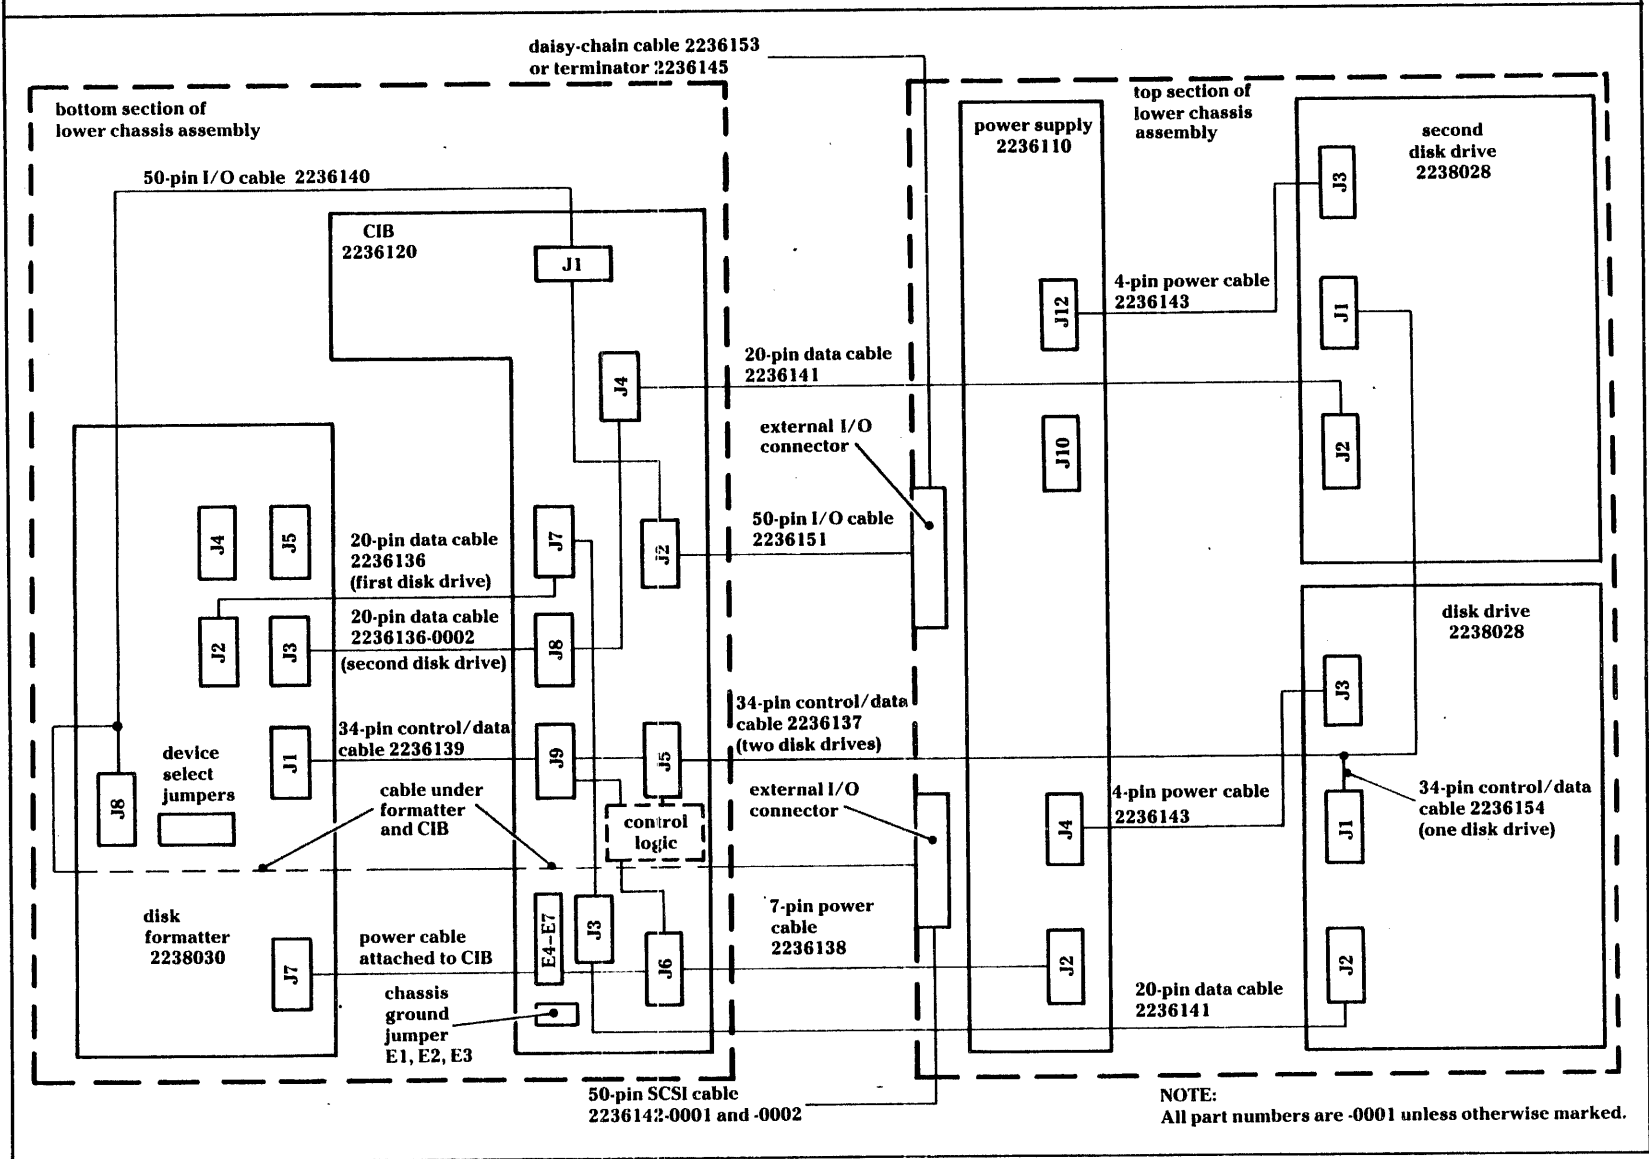 daisy-chain cable 2236153
or terminator 2236145
bottom section of
lower chassis assembly
50-pin I/O cable 2236140
CIB
2236120
J1
J4
20-pin data cable
2236141
external I/O
connector
J4
J5
20-pin data cable
2236136
(first disk drive)
J7
J2
50-pin I/O cable
2236151
J2
J3
20-pin data cable
2236136-0002
(second disk drive)
J8
34-pin control/data
cable 2236139
J1
J9
J5
34-pin control/data
cable 2236137
(two disk drives)
device
select
jumpers
J8
cable under
formatter
and CIB
control
logic
external I/O
connector
disk
formatter
2238030
J7
power cable
attached to CIB
E4-E7
J3
J6
7-pin power
cable
2236138
chassis
ground
jumper
E1, E2, E3
50-pin SCSI cable
2236142-0001 and -0002
top section of
lower chassis
assembly
power supply
2236110
second
disk drive
2238028
J3
J12
4-pin power cable
2236143
J1
J10
J2
disk drive
2238028
J3
J4
4-pin power cable
2236143
J1
34-pin control/data
cable 2236154
(one disk drive)
J2
J2
20-pin data cable
2236141
NOTE:
All part numbers are -0001 unless otherwise marked.